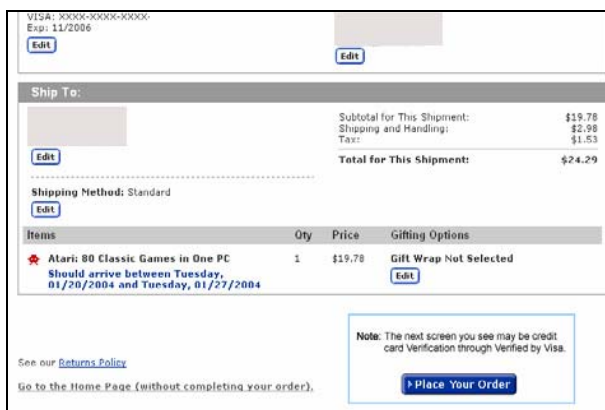 VISA: XXXX-XXXX-XXXX-
Exp: 11/2006
Edit
Edit
Ship To:
Edit
Subtotal for This Shipment: $19.78
Shipping and Handling: $2.98
Tax: $1.53
Total for This Shipment: $24.29
Shipping Method: Standard
Edit
Items Qty Price Gifting Options
Atari: 80 Classic Games in One PC 1 $19.78 Gift Wrap Not Selected
Should arrive between Tuesday,
01/20/2004 and Tuesday, 01/27/2004
Edit
Note: The next screen you see may be credit
card Verification through Verified by Visa.
See our Returns Policy
Go to the Home Page (without completing your order).
Place Your Order